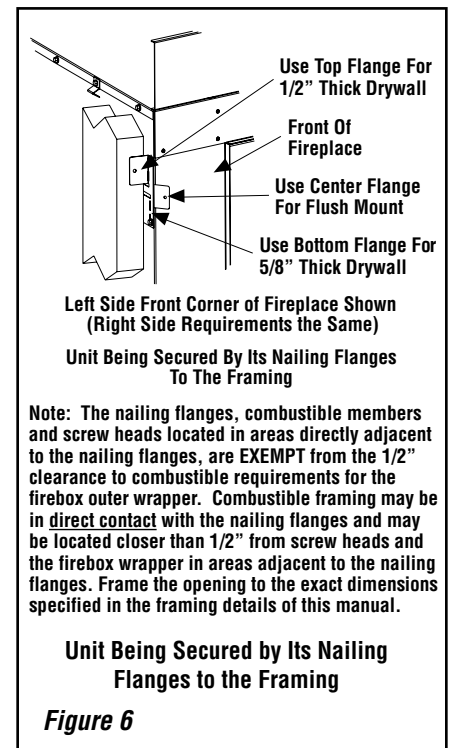 Use Top Flange For
1/2” Thick Drywall
Front Of
Fireplace
Use Center Flange
For Flush Mount
Use Bottom Flange For
5/8” Thick Drywall
Left Side Front Corner of Fireplace Shown
(Right Side Requirements the Same)
Unit Being Secured By Its Nailing Flanges
To The Framing
Note: The nailing flanges, combustible members
and screw heads located in areas directly adjacent
to the nailing flanges, are EXEMPT from the 1/2”
clearance to combustible requirements for the
firebox outer wrapper. Combustible framing may be
in direct contact with the nailing flanges and may
be located closer than 1/2” from screw heads and
the firebox wrapper in areas adjacent to the nailing
flanges. Frame the opening to the exact dimensions
specified in the framing details of this manual.
Unit Being Secured by Its Nailing
Flanges to the Framing
Figure 6